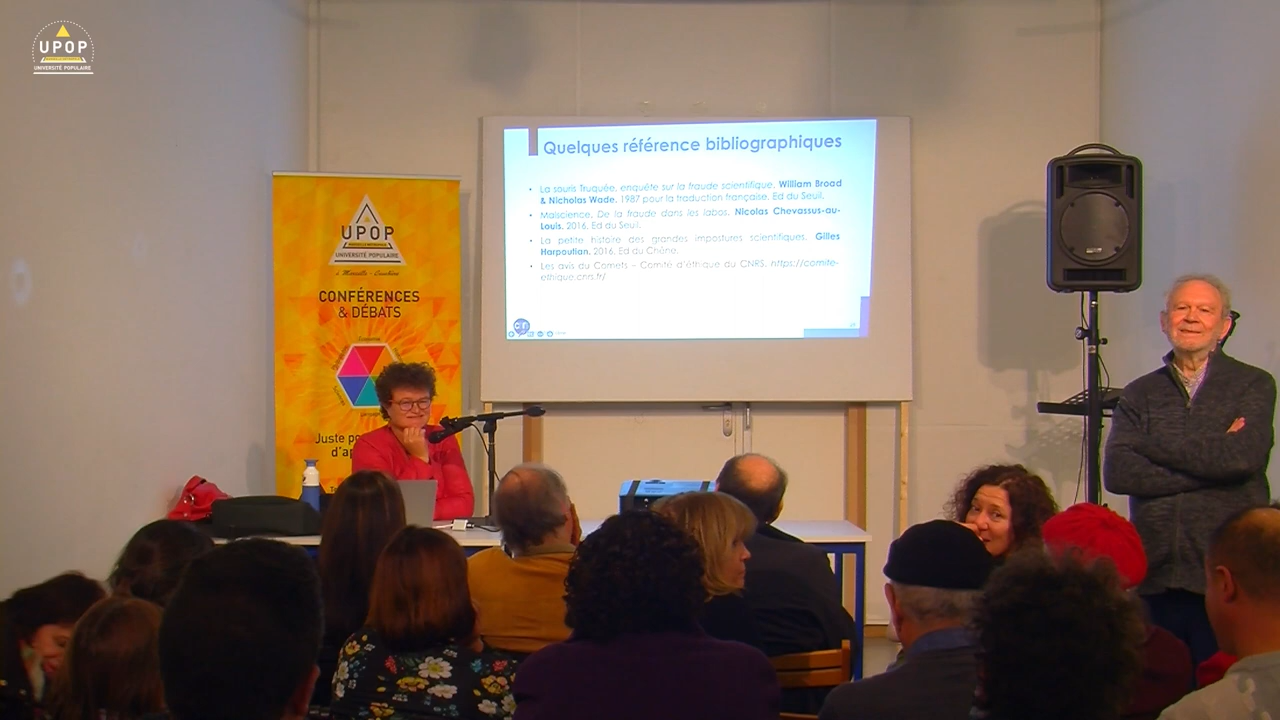 UPOP
UNIVERSITÉ POPULAIRE
Quelques référence bibliographiques
• La souris Truquée, enquête sur la fraude scientifique. William Broad
& Nicholas Wade, 1987 pour la traduction française. Ed du Seuil.
• Malscience, De la fraude dans les labos. Nicolas Chevassus-au-
Louis, 2016, Ed du Seuil.
• La petite histoire des grandes impostures scientifiques. Gilles
Harpoutian, 2016, Ed du Chêne.
• Les avis du Comets – Comité d'éthique du CNRS. https://comite-
ethique.cnrs.fr/
UPOP
UNIVERSITÉ POPULAIRE
à Marseille -
CONFÉRENCES
& DÉBATS
Juste